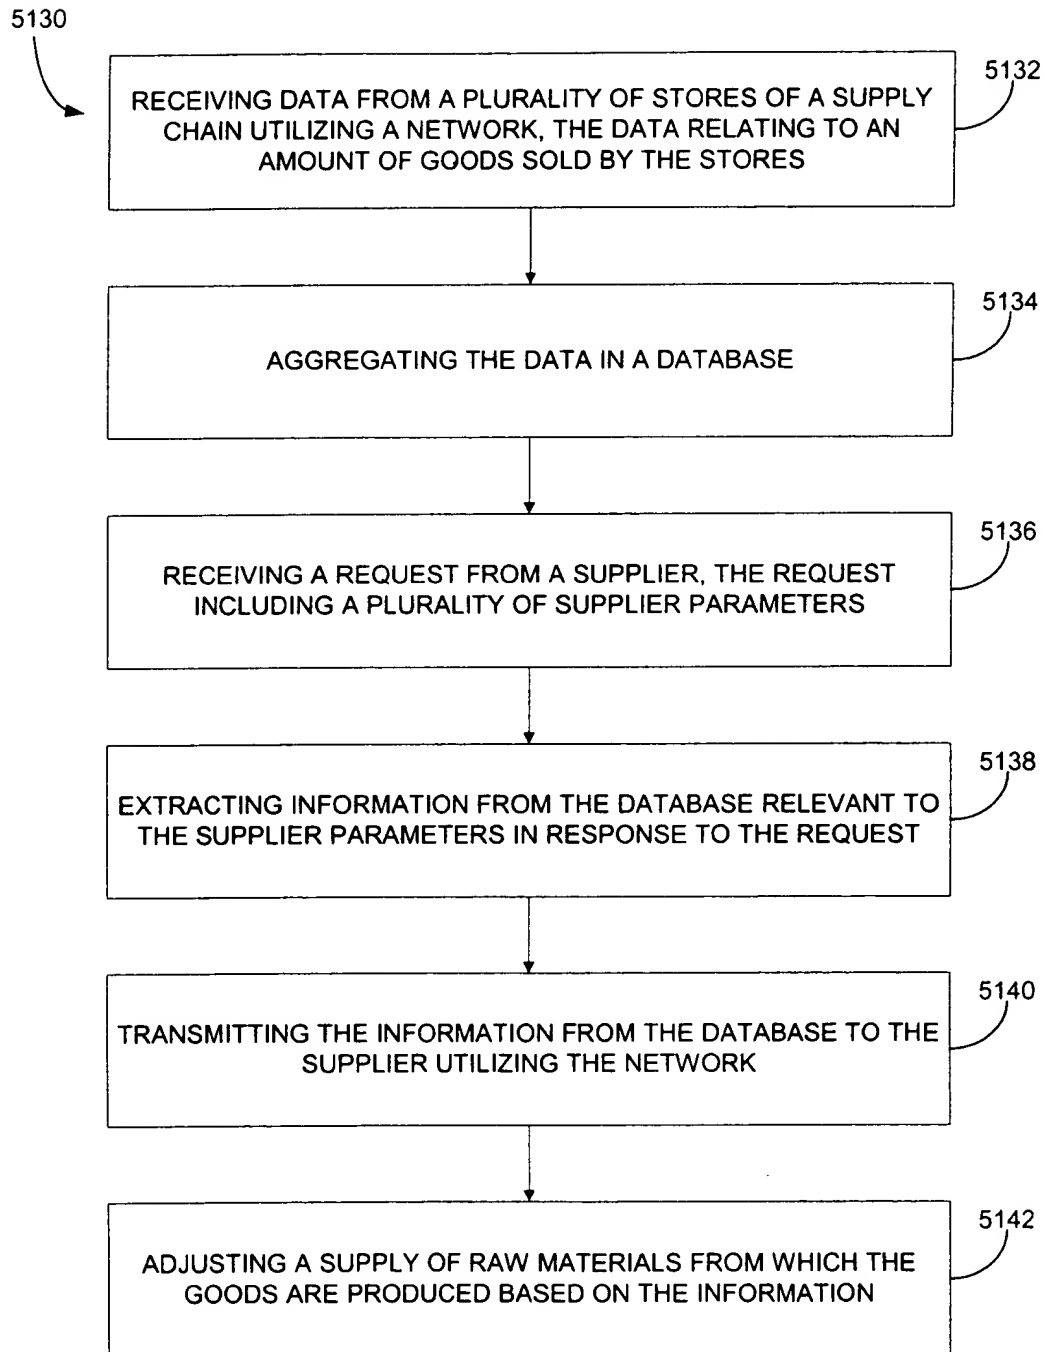 5130
5132
RECEIVING DATA FROM A PLURALITY OF STORES OF A SUPPLY
CHAIN UTILIZING A NETWORK, THE DATA RELATING TO AN
AMOUNT OF GOODS SOLD BY THE STORES
5134
AGGREGATING THE DATA IN A DATABASE
5136
RECEIVING A REQUEST FROM A SUPPLIER, THE REQUEST
INCLUDING A PLURALITY OF SUPPLIER PARAMETERS
5138
EXTRACTING INFORMATION FROM THE DATABASE RELEVANT TO
THE SUPPLIER PARAMETERS IN RESPONSE TO THE REQUEST
5140
TRANSMITTING THE INFORMATION FROM THE DATABASE TO THE
SUPPLIER UTILIZING THE NETWORK
5142
ADJUSTING A SUPPLY OF RAW MATERIALS FROM WHICH THE
GOODS ARE PRODUCED BASED ON THE INFORMATION